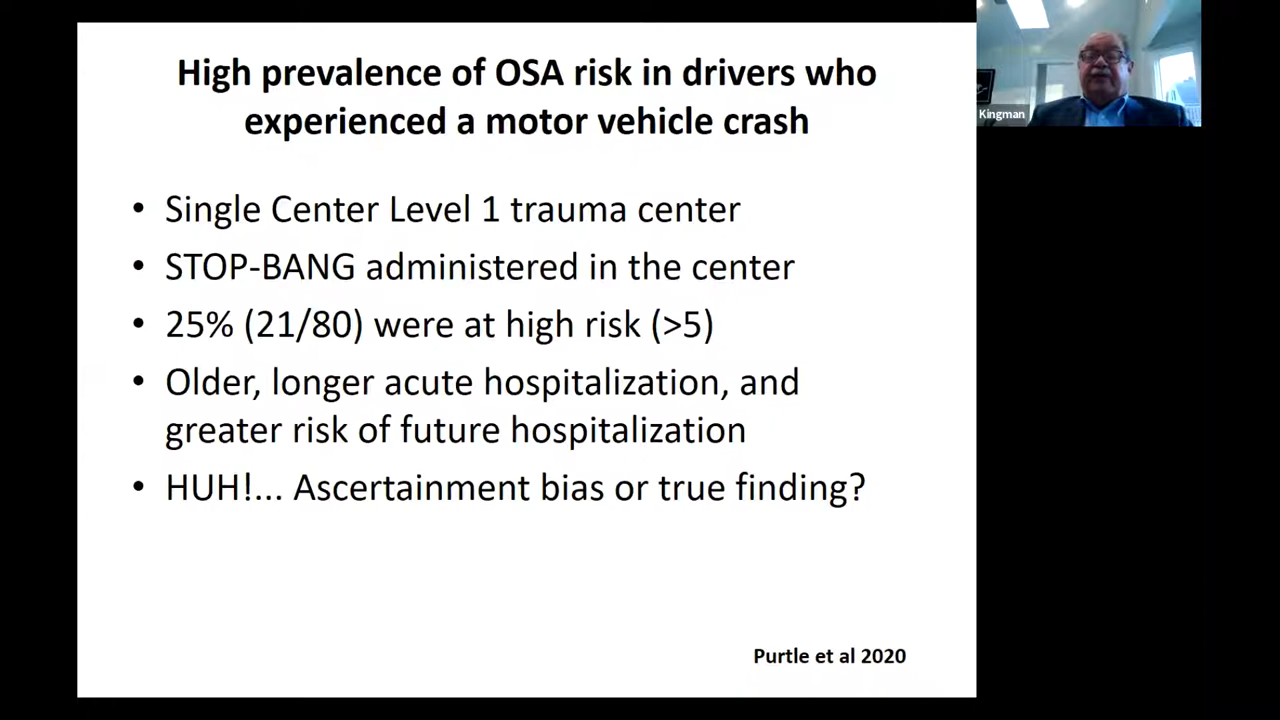 High prevalence of OSA risk in drivers who
experienced a motor vehicle crash
• Single Center Level 1 trauma center
• STOP-BANG administered in the center
• 25% (21/80) were at high risk (>5)
• Older, longer acute hospitalization, and
greater risk of future hospitalization
• HUH!... Ascertainment bias or true finding?
Purtle et al 2020
Kingman